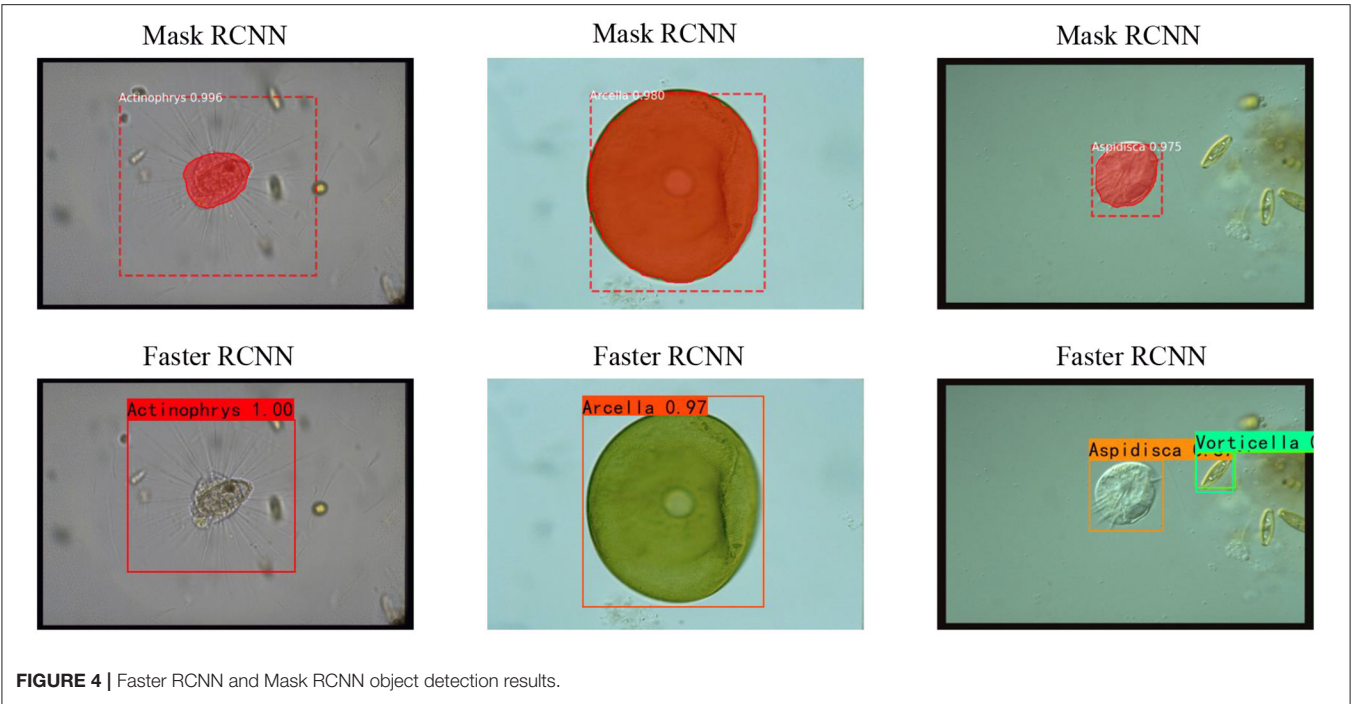 Mask RCNN
Mask RCNN
Mask RCNN
Actinophrys 0.996
Arcella 0.980
Aspidisca 0.975
Faster RCNN
Faster RCNN
Faster RCNN
Actinophrys 1.00
Arcella 0.97
Aspidisca
Vorticella
FIGURE 4 | Faster RCNN and Mask RCNN object detection results.